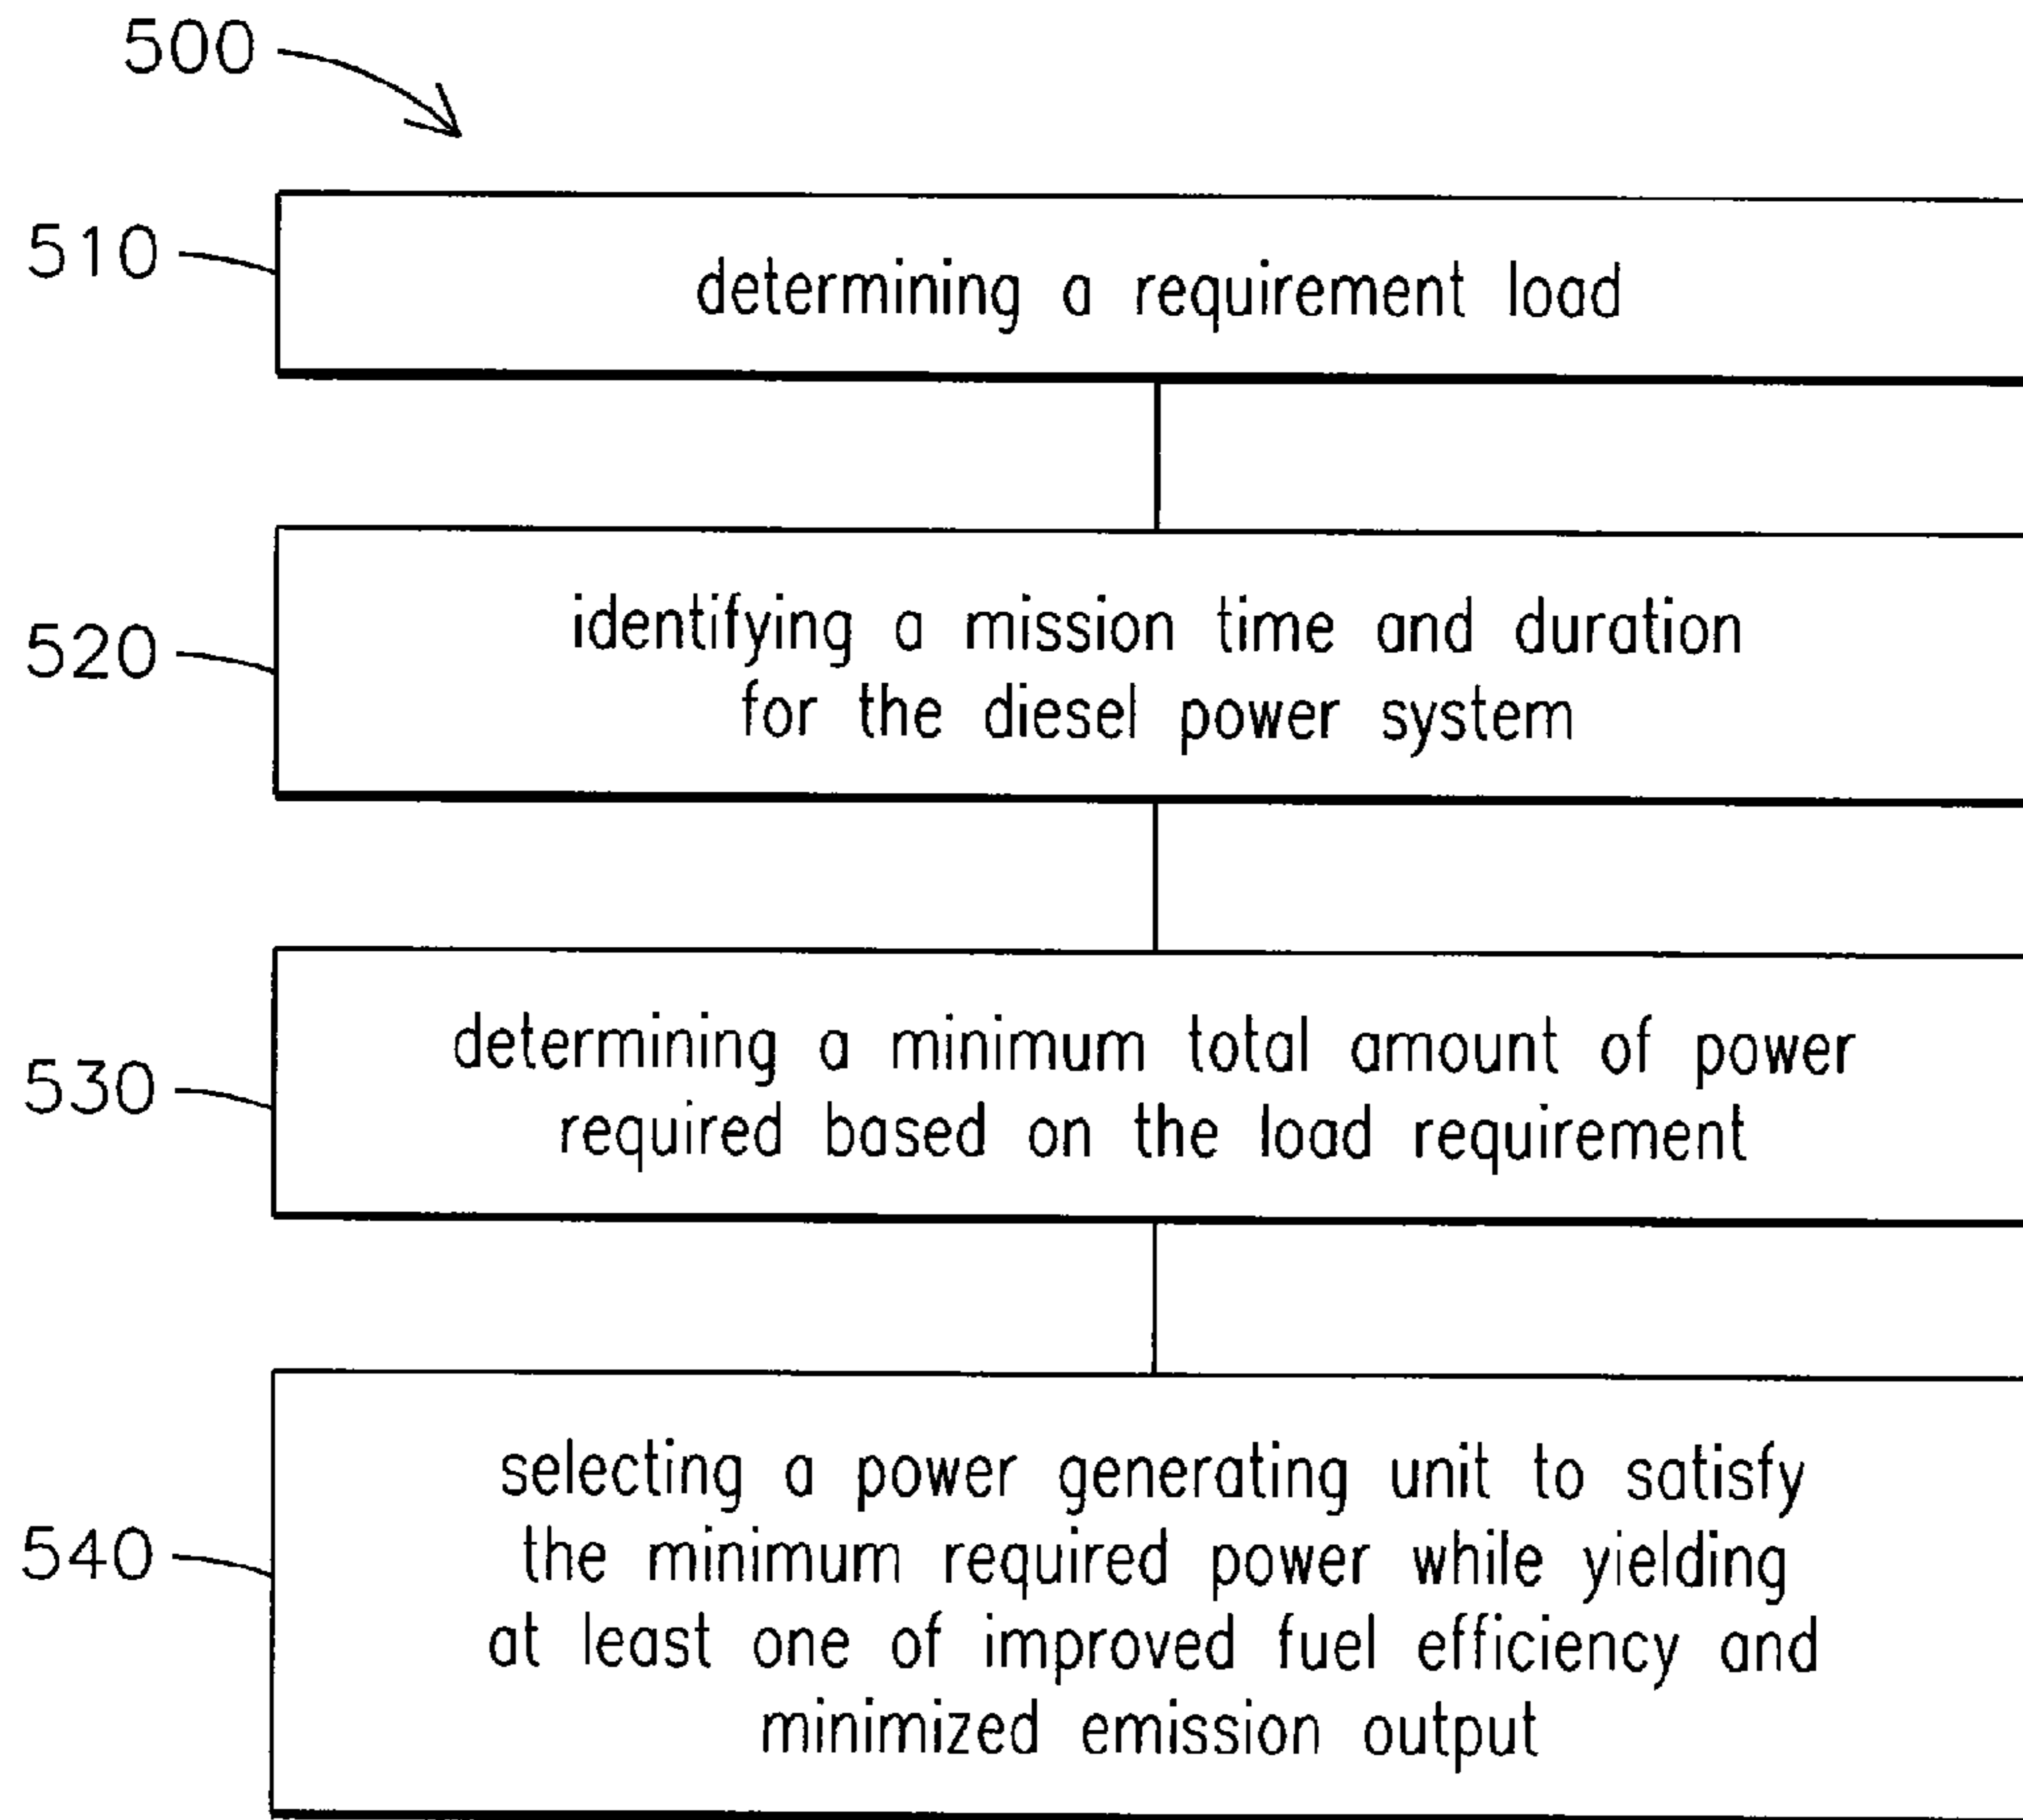 500
510
determining a requirement load
520
identifying a mission time and duration
for the diesel power system
530
determining a minimum total amount of power
required based on the load requirement
540
selecting a power generating unit to satisfy
the minimum required power while yielding
at least one of improved fuel efficiency and
minimized emission output